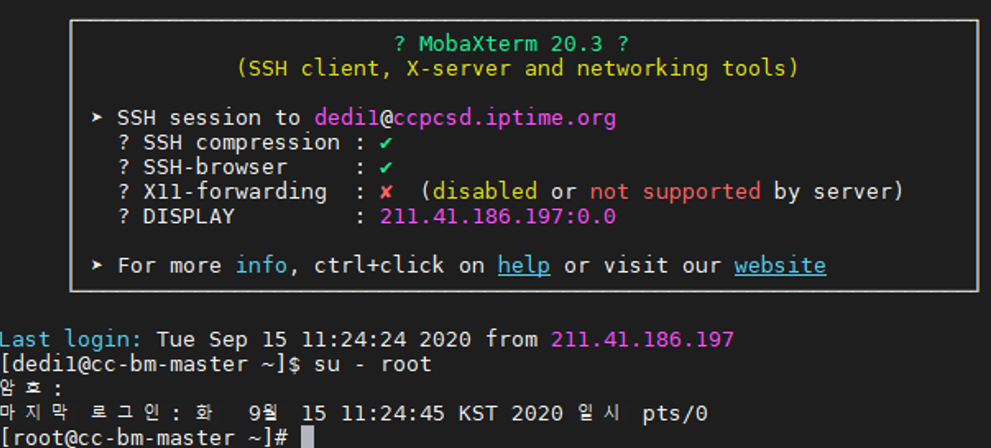 ? MobaXterm 20.3 ?
(SSH client, X-server and networking tools)
➤ SSH session to dedi1@ccpcsd.iptime.org
? SSH compression : ✔
? SSH-browser : ✔
? X11-forwarding : ✘ (disabled or not supported by server)
? DISPLAY : 211.41.186.197:0.0
➤ For more info, ctrl+click on help or visit our website
Last login: Tue Sep 15 11:24:24 2020 from 211.41.186.197
[dedi1@cc-bm-master ~]$ su - root
암호:
마지막 로그인: 화 9월 15 11:24:45 KST 2020 일시 pts/0
[root@cc-bm-master ~]#